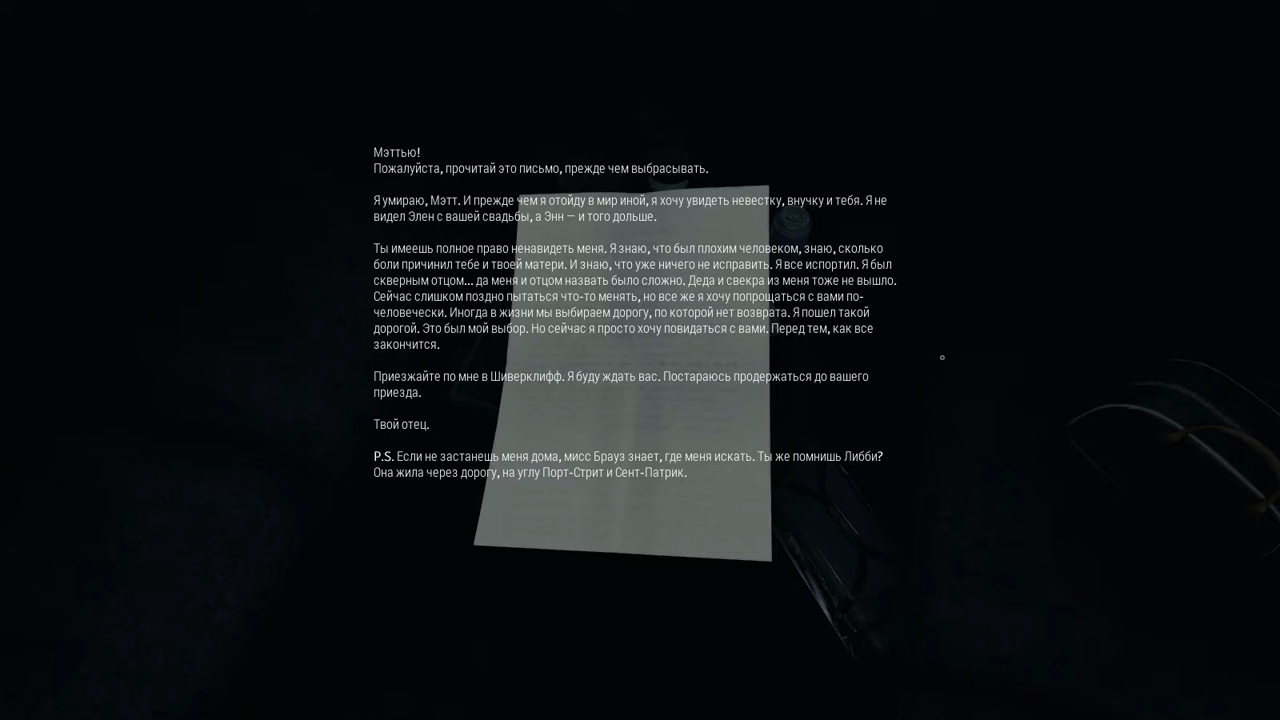 Мэттью!
Пожалуйста, прочитай это письмо, прежде чем выбрасывать.
Я умираю, Мэтт. И прежде чем я отойду в мир иной, я хочу увидеть невестку, внучку и тебя. Я не
видел Элен с вашей свадьбы, а Энн — и того дольше.
Ты имеешь полное право ненавидеть меня. Я знаю, что был плохим человеком, знаю, сколько
боли причинил тебе и твоей матери. И знаю, что уже ничего не исправить. Я все испортил. Я был
скверным отцом... да меня и отцом назвать было сложно. Деда и свекра из меня тоже не вышло.
Сейчас слишком поздно пытаться что-то менять, но все же я хочу попрощаться с вами по-
человечески. Иногда в жизни мы выбираем дорогу, по которой нет возврата. Я пошел такой
дорогой. Это был мой выбор. Но сейчас я просто хочу повидаться с вами. Перед тем, как все
закончится.
Приезжайте по мне в Шиверклифф. Я буду ждать вас. Постараюсь продержаться до вашего
приезда.
Твой отец.
P.S. Если не застанешь меня дома, мисс Брауз знает, где меня искать. Ты же помнишь Либби?
Она жила через дорогу, на углу Порт-Стрит и Сент-Патрик.